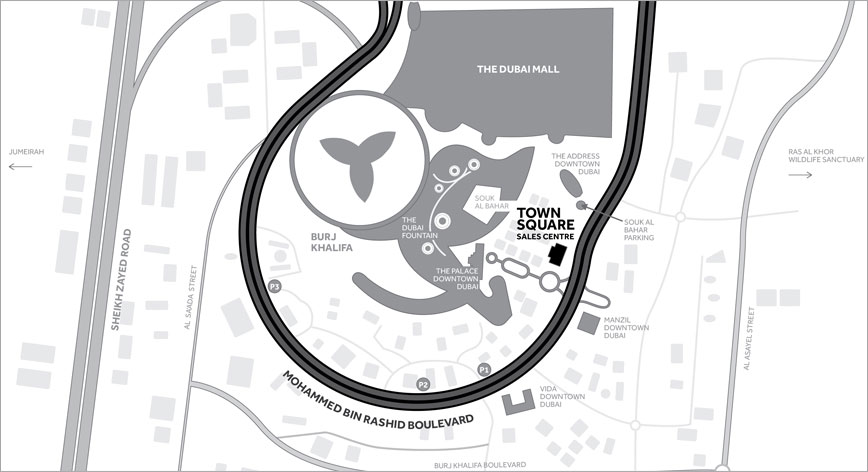 THE DUBAI MALL
JUMEIRAH
RAS AL KHOR
WILDLIFE SANCTUARY
THE ADDRESS
DOWNTOWN
DUBAI
SOUK
AL BAHAR
TOWN
SQUARE
SALES CENTRE
SOUK AL
BAHAR
PARKING
THE
DUBAI
FOUNTAIN
BURJ
KHALIFA
THE PALACE
DOWNTOWN
DUBAI
SHEIKH ZAYED ROAD
AL SAADA STREET
P3
MANZIL
DOWNTOWN
DUBAI
AL ASAYEL STREET
P1
P2
VIDA
DOWNTOWN
DUBAI
MOHAMMED BIN RASHID BOULEVARD
BURJ KHALIFA BOULEVARD